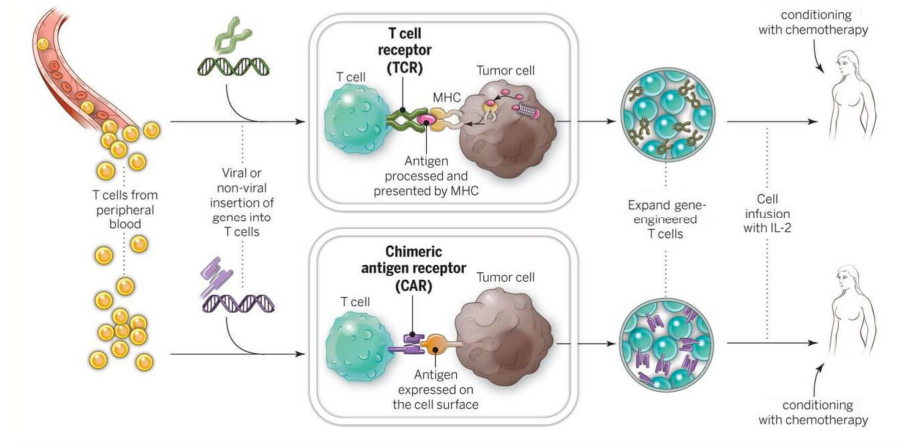 conditioning
with chemotherapy
T cell
receptor
(TCR)
T cell
Tumor cell
MHC
Antigen
processed and
presented by MHC
T cells from
peripheral
blood
Viral or
non-viral
insertion of
genes into
T cells
Expand gene-
engineered
T cells
Cell
infusion
with IL-2
Chimeric
antigen receptor
(CAR)
T cell
Tumor cell
Antigen
expressed on
the cell surface
conditioning
with chemotherapy